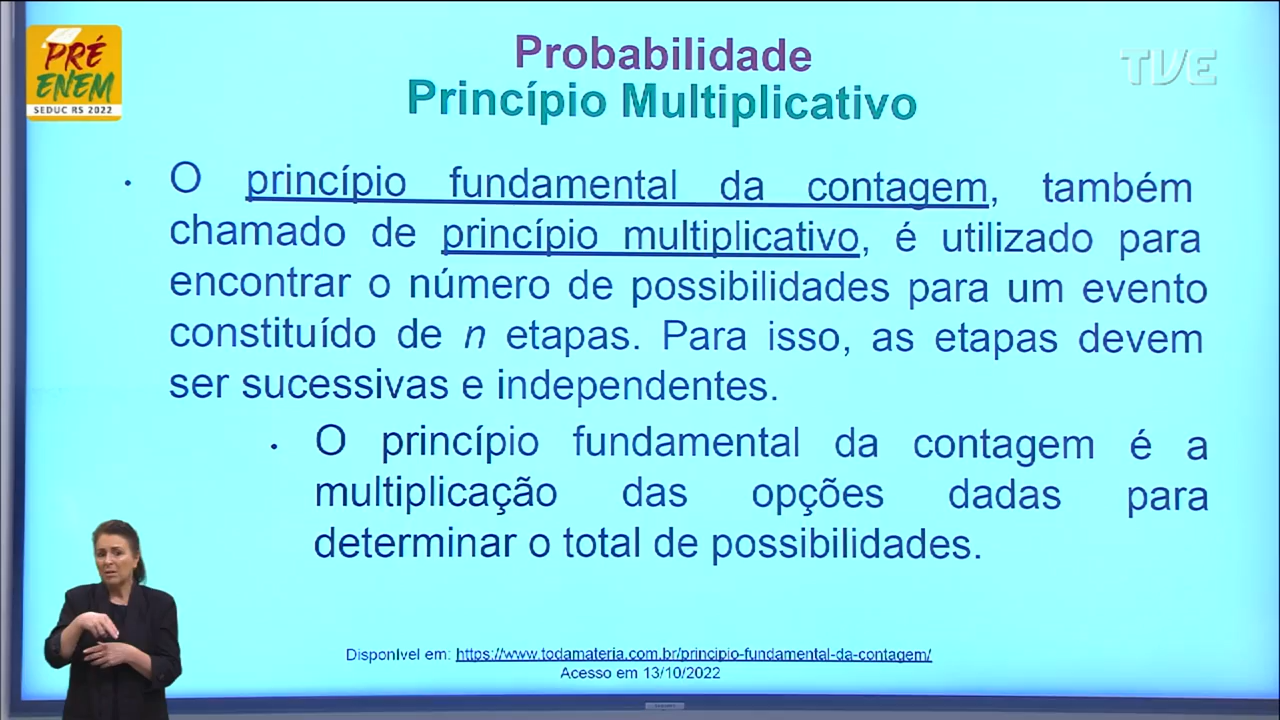 PRÉ
ENEM
SEDUC RS 2022
TVE
Probabilidade
Princípio Multiplicativo
• O princípio fundamental da contagem, também
chamado de princípio multiplicativo, é utilizado para
encontrar o número de possibilidades para um evento
constituído de n etapas. Para isso, as etapas devem
ser sucessivas e independentes.
• O princípio fundamental da contagem é a
multiplicação das opções dadas para
determinar o total de possibilidades.
Disponível em: https://www.todamateria.com.br/principio-fundamental-da-contagem/
Acesso em 13/10/2022